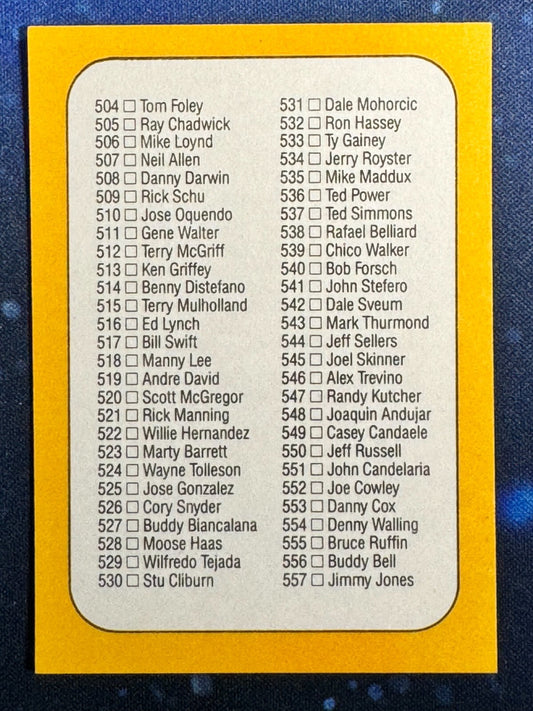 504 □ Tom Foley
505 □ Ray Chadwick
506 □ Mike Loynd
507 □ Neil Allen
508 □ Danny Darwin
509 □ Rick Schu
510 □ Jose Oquendo
511 □ Gene Walter
512 □ Terry McGriff
513 □ Ken Griffey
514 □ Benny Distefano
515 □ Terry Mulholland
516 □ Ed Lynch
517 □ Bill Swift
518 □ Manny Lee
519 □ Andre David
520 □ Scott McGregor
521 □ Rick Manning
522 □ Willie Hernandez
523 □ Marty Barrett
524 □ Wayne Tolleson
525 □ Jose Gonzalez
526 □ Cory Snyder
527 □ Buddy Biancalana
528 □ Moose Haas
529 □ Wilfredo Tejada
530 □ Stu Cliburn
531 □ Dale Mohorcic
532 □ Ron Hassey
533 □ Ty Gainey
534 □ Jerry Royster
535 □ Mike Maddux
536 □ Ted Power
537 □ Ted Simmons
538 □ Rafael Belliard
539 □ Chico Walker
540 □ Bob Forsch
541 □ John Stefero
542 □ Dale Sveum
543 □ Mark Thurmond
544 □ Jeff Sellers
545 □ Joel Skinner
546 □ Alex Trevino
547 □ Randy Kutcher
548 □ Joaquin Andujar
549 □ Casey Candaele
550 □ Jeff Russell
551 □ John Candelaria
552 □ Joe Cowley
553 □ Danny Cox
554 □ Denny Walling
555 □ Bruce Ruffin
556 □ Buddy Bell
557 □ Jimmy Jones